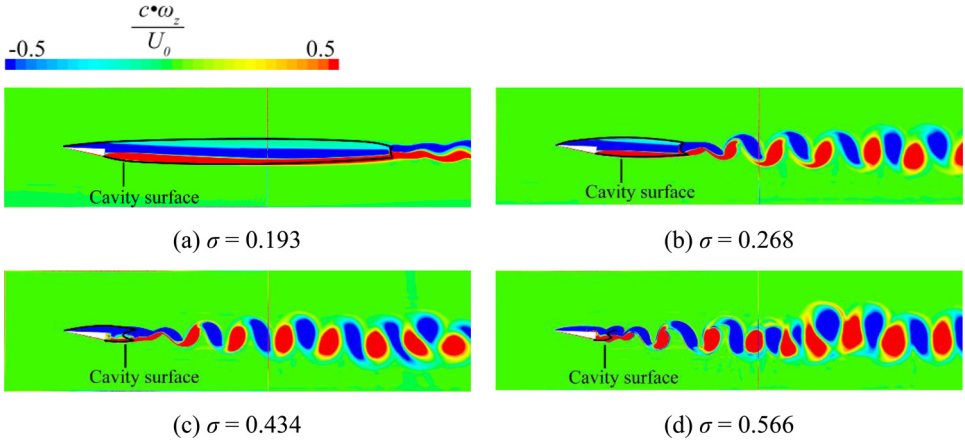 c•ω_z
U_0
-0.5 0.5
Cavity surface
Cavity surface
(a) σ = 0.193 (b) σ = 0.268
Cavity surface
Cavity surface
(c) σ = 0.434 (d) σ = 0.566